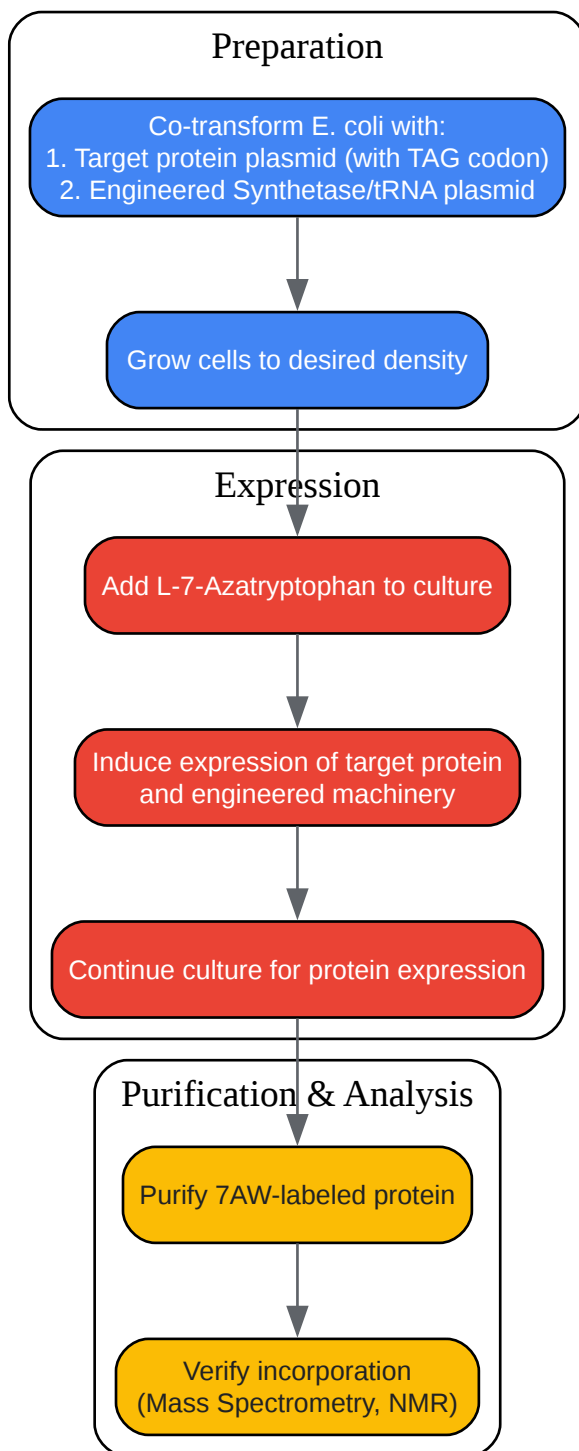 Preparation
Co-transform E. coli with:
1. Target protein plasmid (with TAG codon)
2. Engineered Synthetase/tRNA plasmid
Grow cells to desired density
Expression
Add L-7-Azatryptophan to culture
Induce expression of target protein
and engineered machinery
Continue culture for protein expression
Purification & Analysis
Purify 7AW-labeled protein
Verify incorporation
(Mass Spectrometry, NMR)